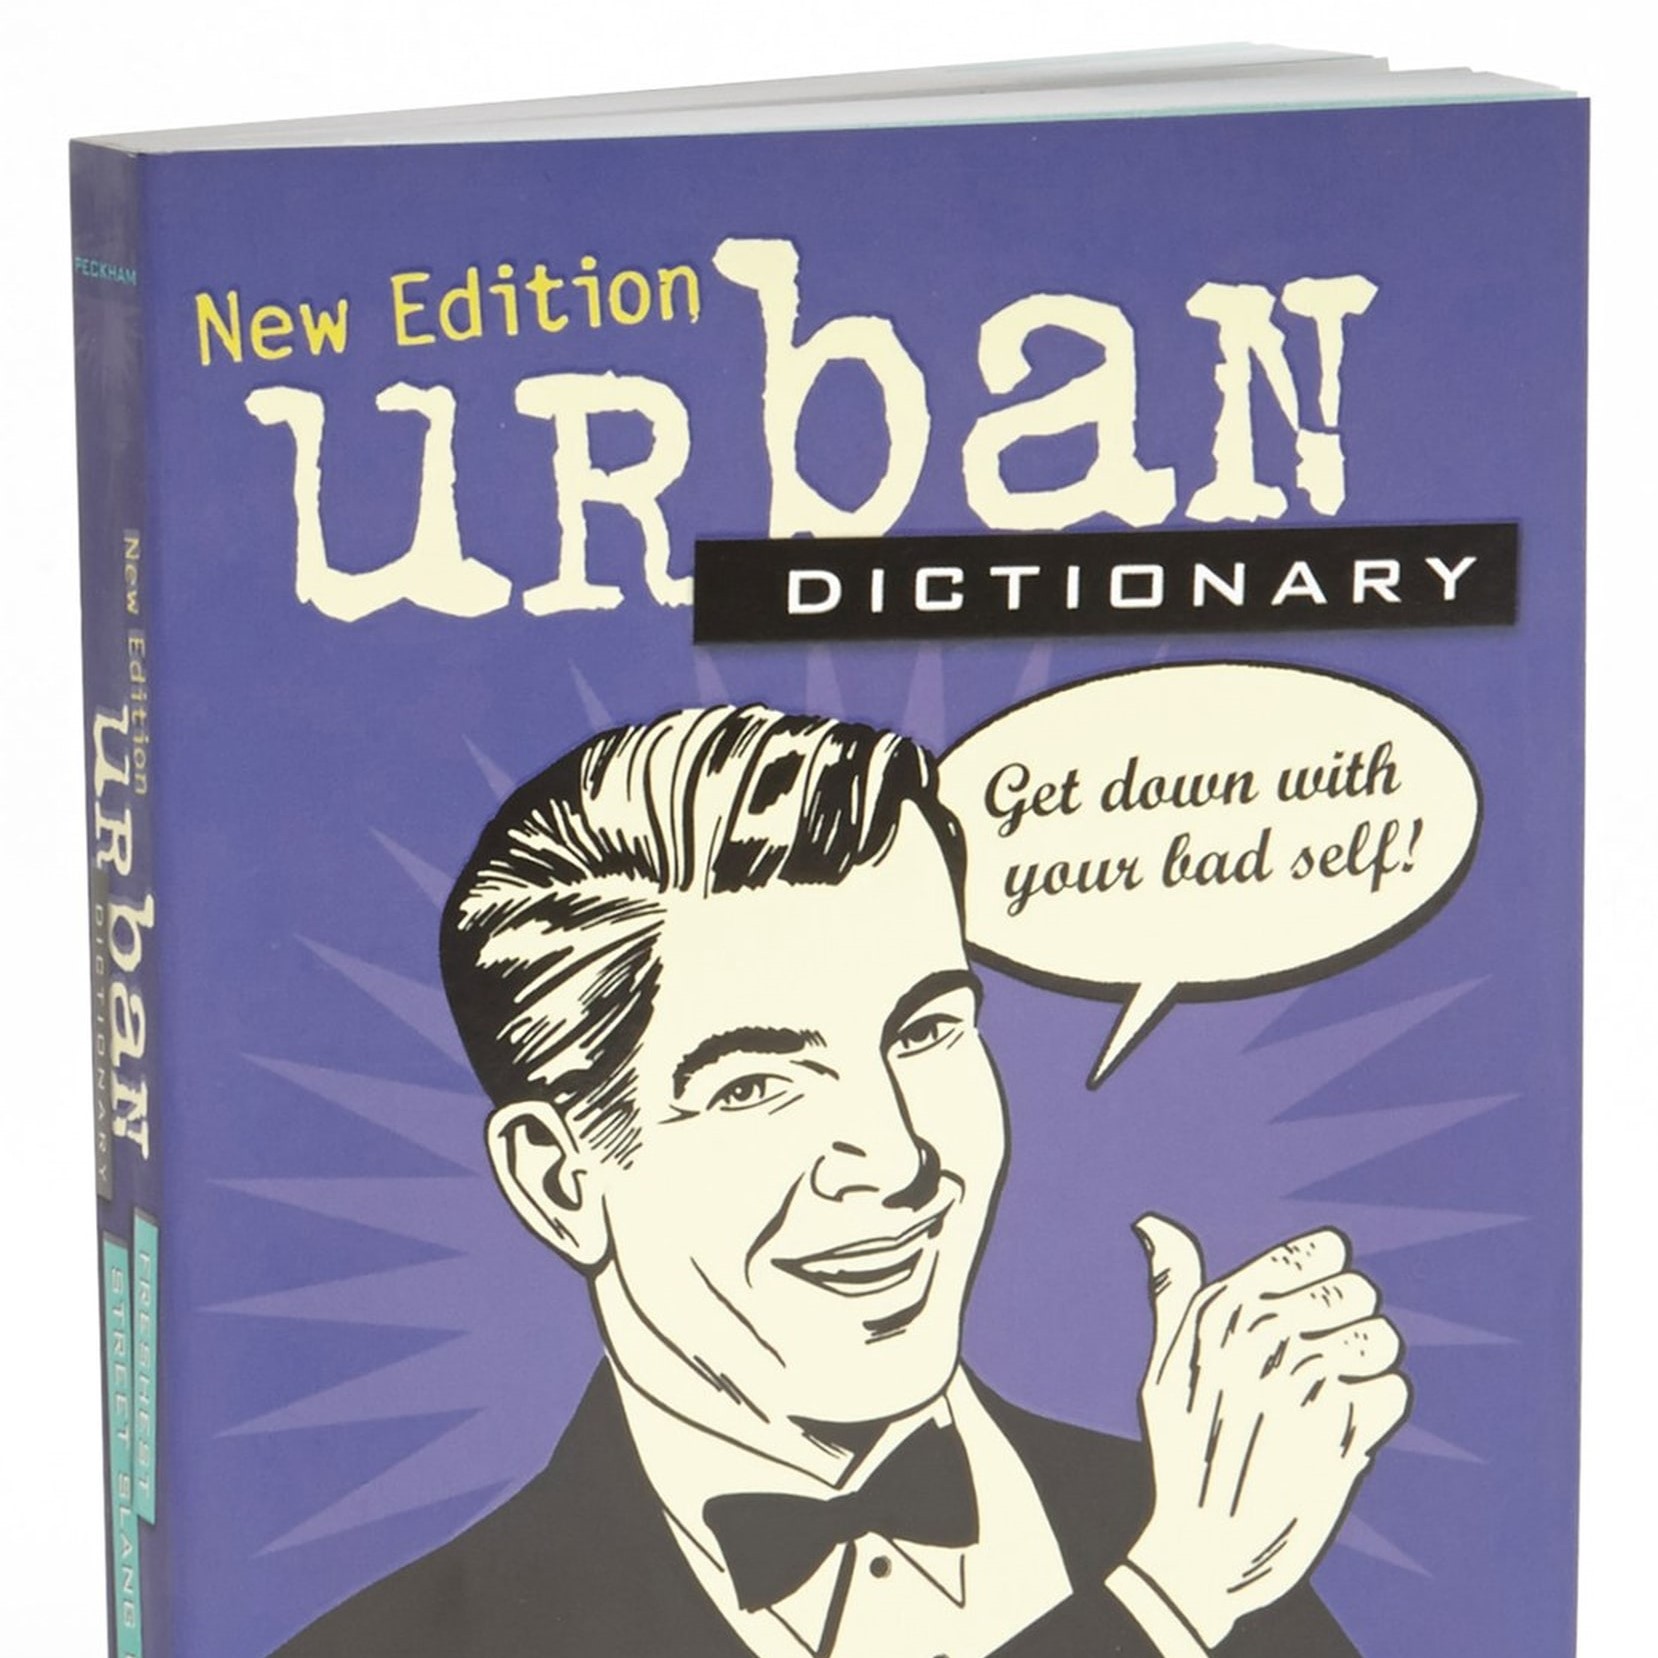 New Edition
URbaN
DICTIONARY
Get down with
your bad self!
PECKHAM
New Edition
URbaN
DICTIONARY
FRESHEST
STREET SLANG